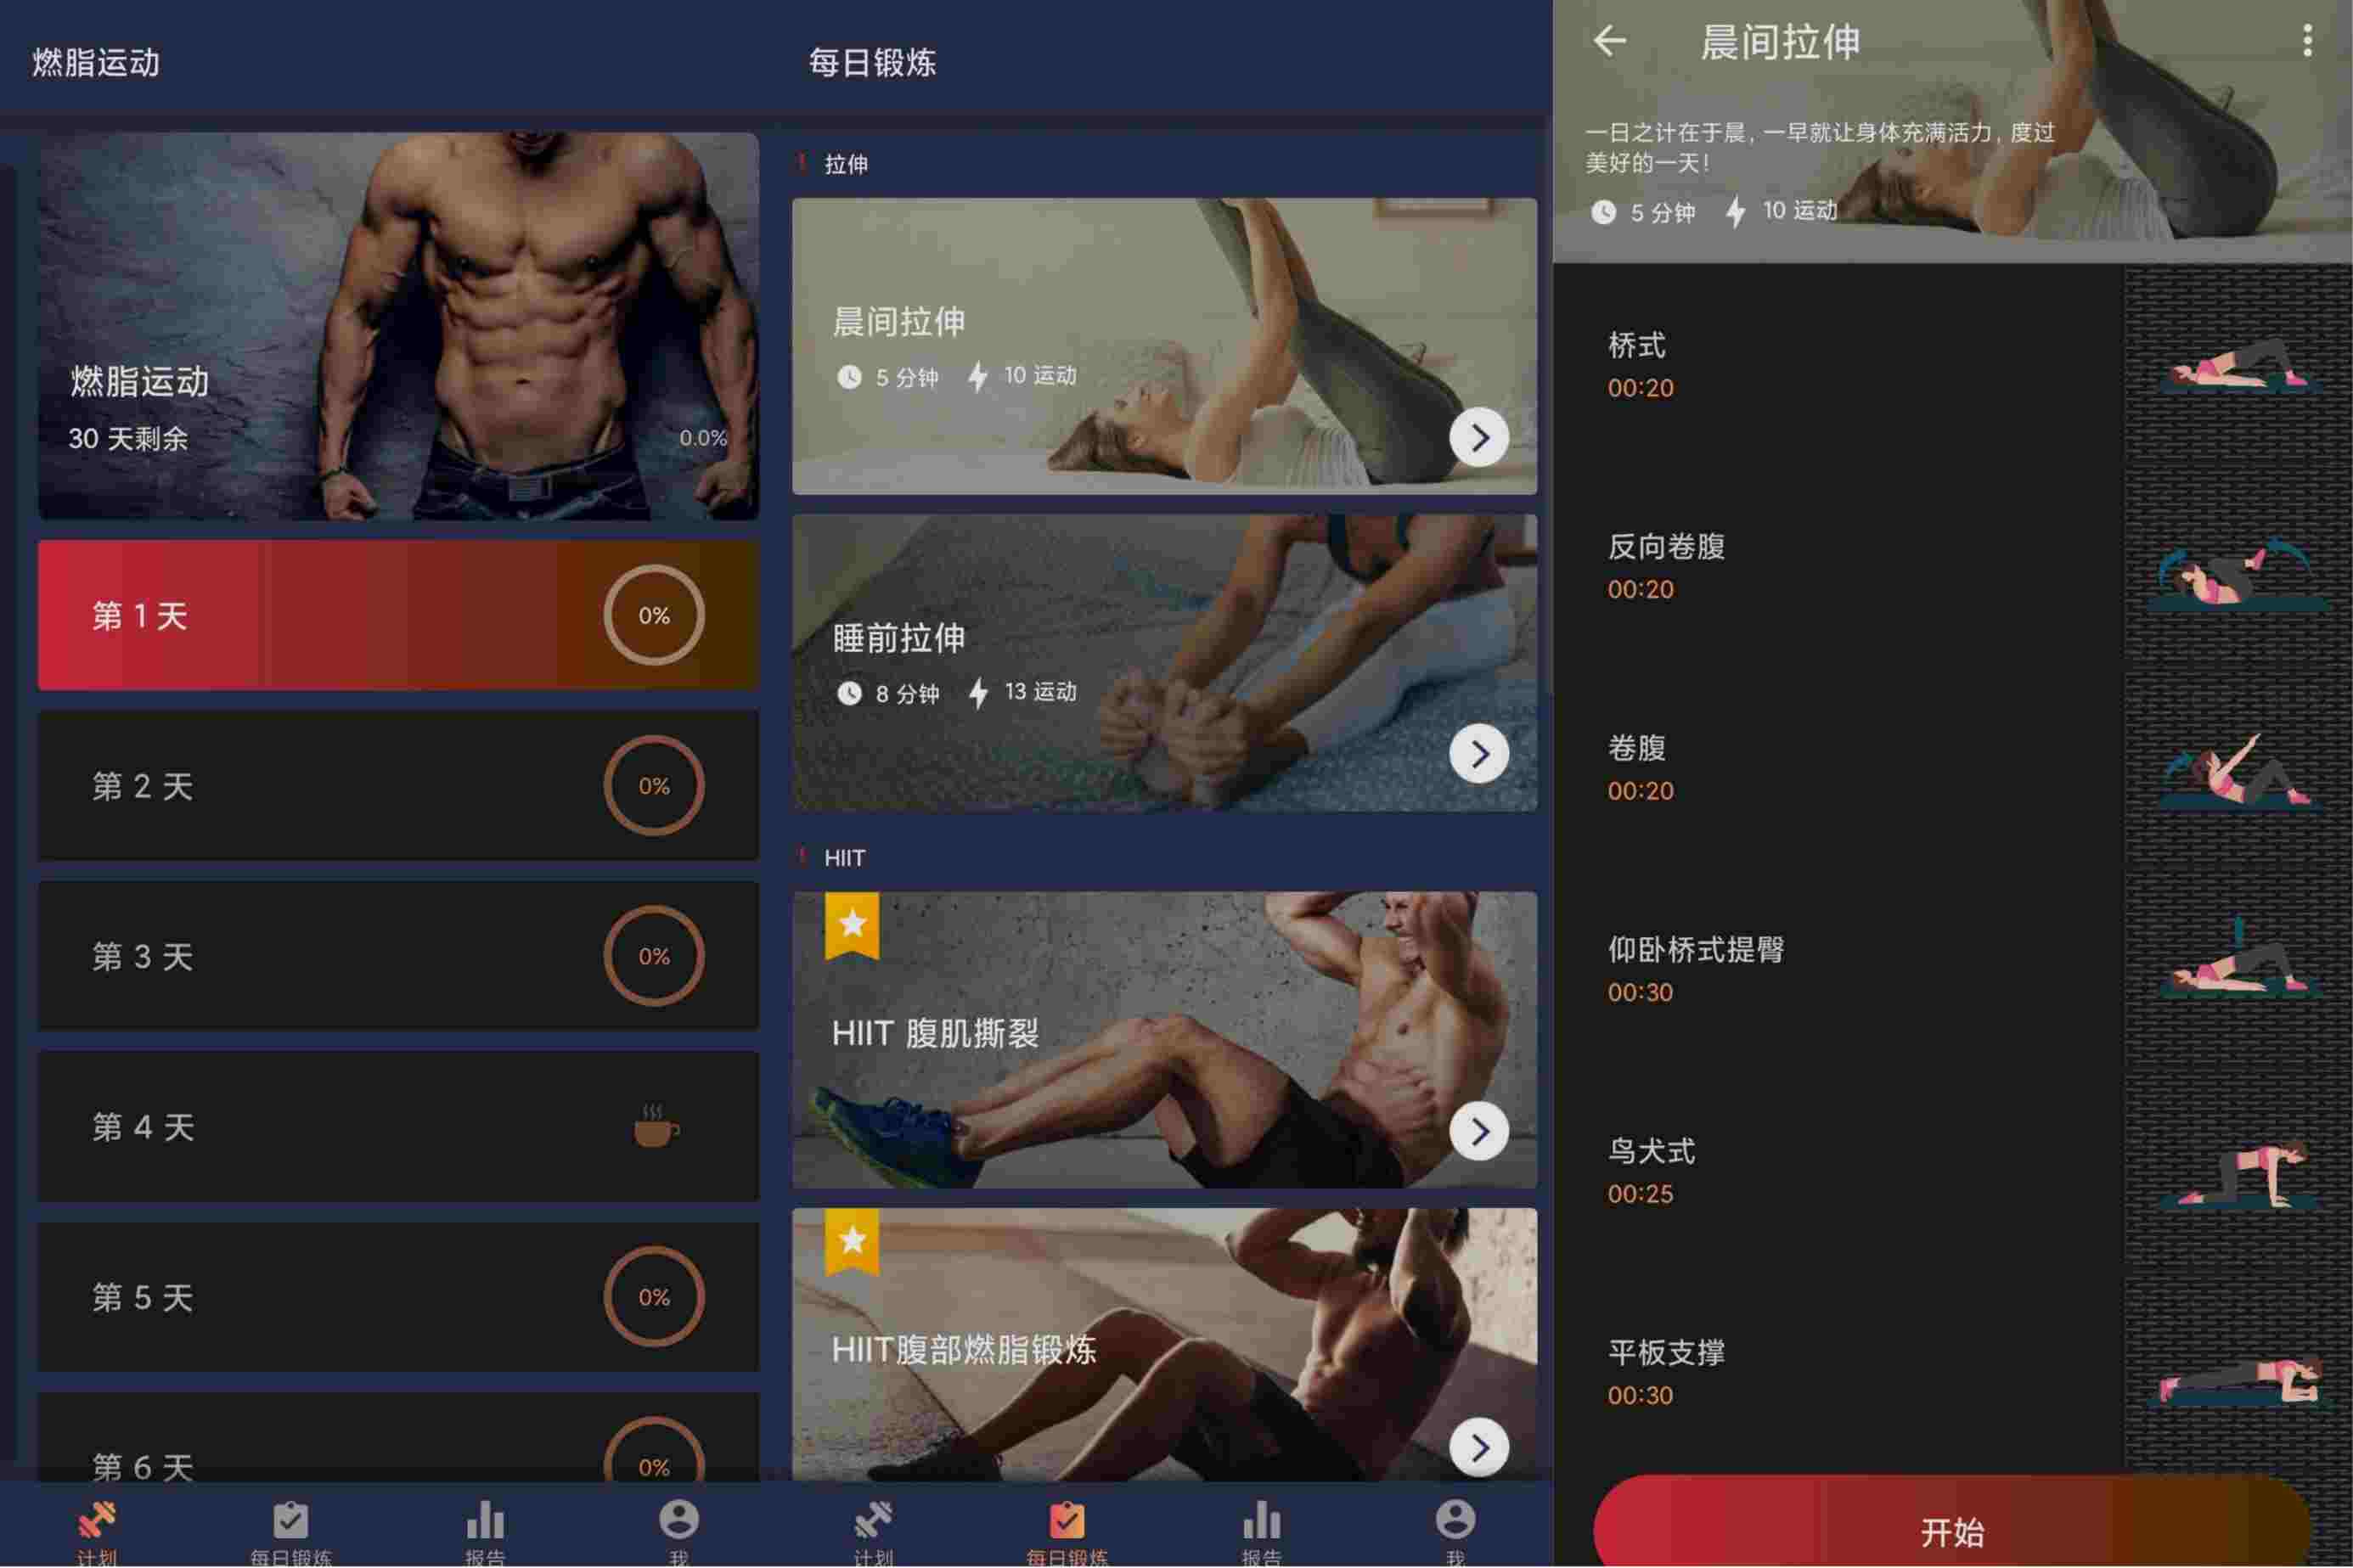 燃脂运动
燃脂运动
30 天剩余
0.0%
第 1 天
0%
第 2 天
0%
第 3 天
0%
第 4 天
第 5 天
0%
第 6 天
0%
计划
每日锻炼
报告
我
每日锻炼
拉伸
晨间拉伸
5 分钟
10 运动
睡前拉伸
8 分钟
13 运动
HIIT
HIIT 腹肌撕裂
HIIT腹部燃脂锻炼
计划
每日锻炼
报告
我
晨间拉伸
一日之计在于晨，一早就让身体充满活力，度过
美好的一天！
5 分钟
10 运动
桥式
00:20
反向卷腹
00:20
卷腹
00:20
仰卧桥式提臀
00:30
鸟犬式
00:25
平板支撑
00:30
开始